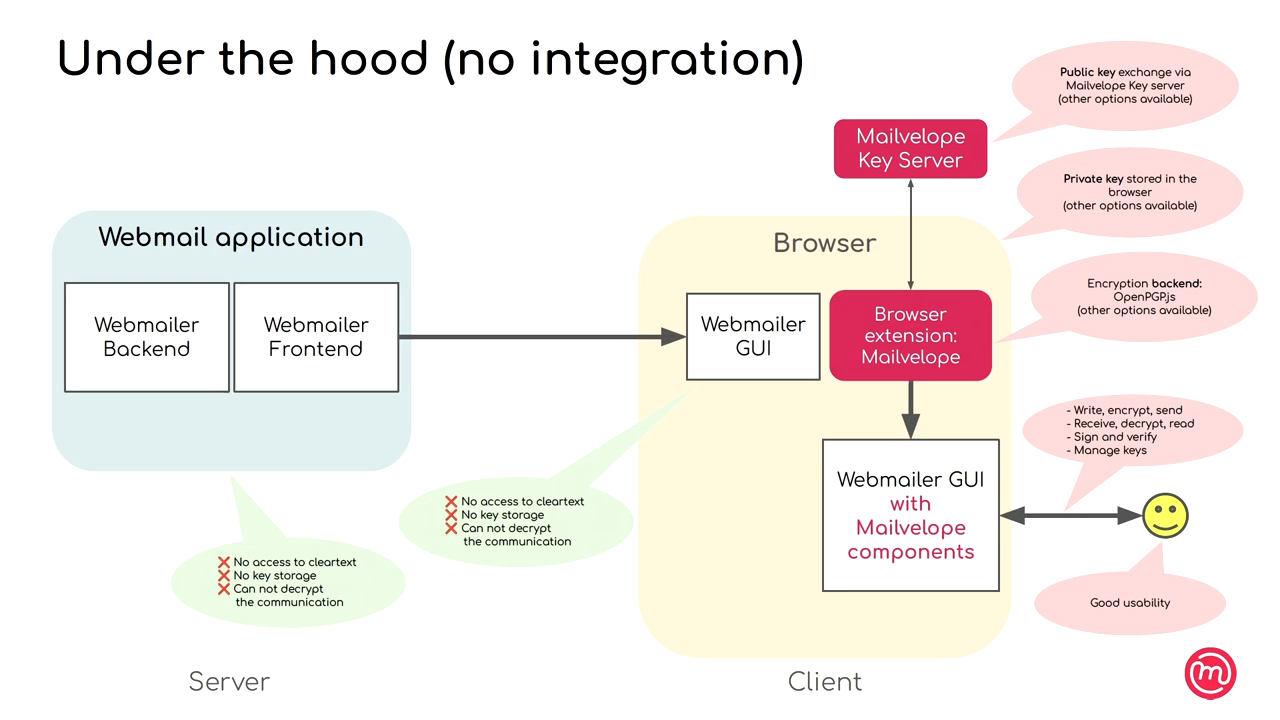 Under the hood (no integration)
Public key exchange via
Mailvelope Key server
(other options available)
Mailvelope
Key Server
Private key stored in the
browser
(other options available)
Webmail application
Browser
Encryption backend:
OpenPGPjs
(other options available)
Webmailer
Backend
Webmailer
Frontend
Webmailer
GUI
Browser
extension:
Mailvelope
- Write, encrypt, send
- Receive, decrypt, read
- Sign and verify
- Manage keys
Webmailer GUI
with
Mailvelope
components
❌ No access to cleartext
❌ No key storage
❌ Can not decrypt
the communication
❌ No access to cleartext
❌ No key storage
❌ Can not decrypt
the communication
Good usability
Server
Client